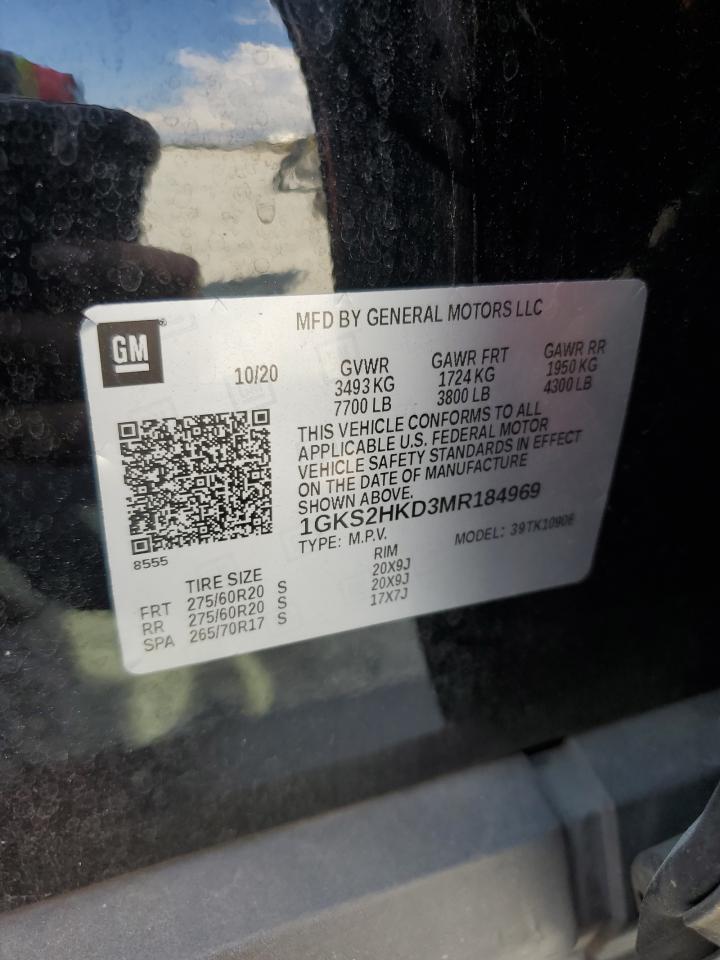 MFD BY GENERAL MOTORS LLC
GM
10/20
GVWR
3493 KG
7700 LB
GAWR FRT
1724 KG
3800 LB
GAWR RR
1950 KG
4300 LB
THIS VEHICLE CONFORMS TO ALL
APPLICABLE U.S. FEDERAL MOTOR
VEHICLE SAFETY STANDARDS IN EFFECT
ON THE DATE OF MANUFACTURE
SHOWN ABOVE.
1GKS2HKD3MR184969
TYPE: M.P.V.
MODEL: 39TK10906
8555
TIRE SIZE
RIM
FRT 275/60R20 S 20X9J
RR 275/60R20 S 20X9J
SPA 265/70R17 S 17X7J